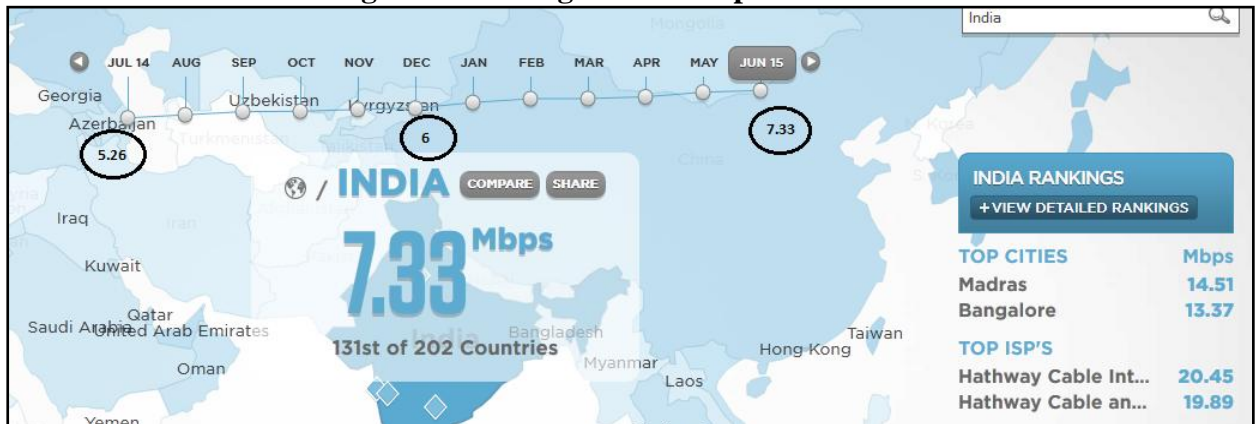 Mongolia
India
JUL 14 AUG SEP OCT NOV DEC JAN FEB MAR APR MAY JUN 15
Georgia
Uzbekistan
Azerbaijan
Turkmenistan
5.26
6
7.33
China
/ INDIA COMPARE SHARE
INDIA RANKINGS
+VIEW DETAILED RANKINGS
Iraq
Iran
7.33 Mbps
Kuwait
TOP CITIES Mbps
Madras 14.51
Bangalore 13.37
Qatar
Saudi Arabia
United Arab Emirates
India
Bangladesh
Taiwan
131st of 202 Countries
Hong Kong
TOP ISP'S
Oman
Myanmar
Laos
Hathway Cable Int... 20.45
Hathway Cable an... 19.89
Yemen